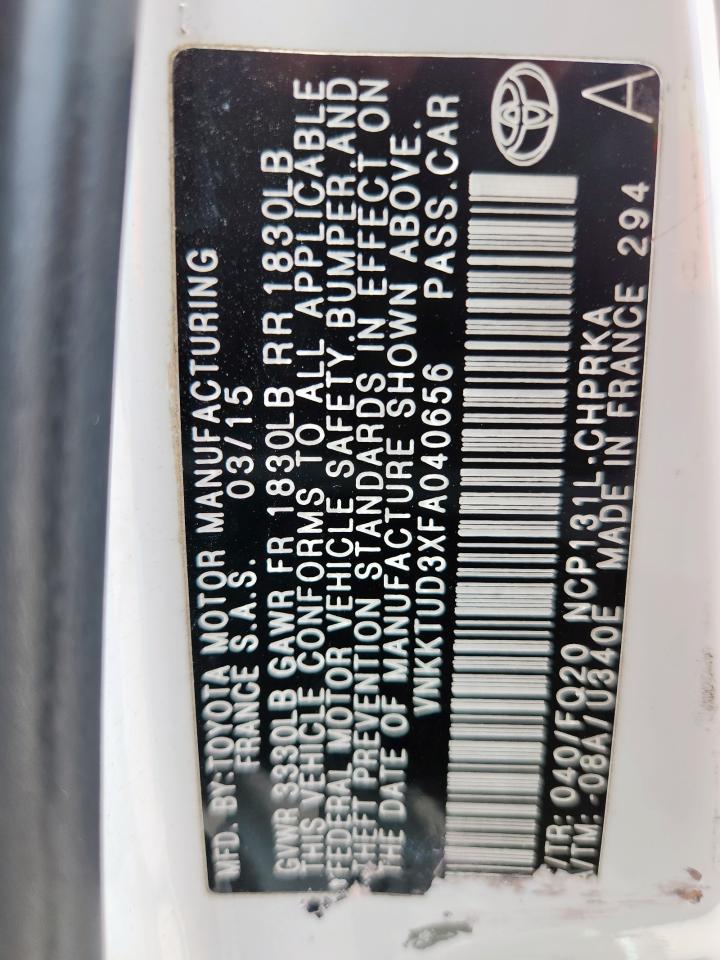 MFD. BY:TOYOTA MOTOR MANUFACTURING
FRANCE S.A.S. 03/15
GVWR 3330LB GAWR FR 1830LB RR 1830LB
THIS VEHICLE CONFORMS TO ALL APPLICABLE
FEDERAL MOTOR VEHICLE SAFETY,BUMPER,AND
THEFT PREVENTION STANDARDS IN EFFECT ON
THE DATE OF MANUFACTURE SHOWN ABOVE.
VNKKTUD3XFA040656 PASS.CAR
/TR: 040/FQ20 NCP131L-CHPRKA
A/TM: -08A/U340E MADE IN FRANCE 294
A